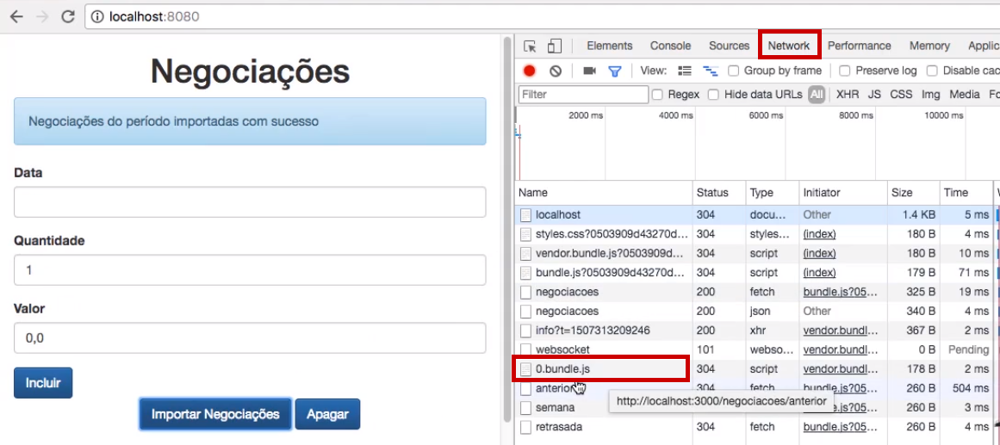 localhost:8080
Negociações
Negociações do período importadas com sucesso
Data
Quantidade
1
Valor
0,0
Incluir
Importar Negociações Apagar
Elements Console Sources Network Performance Memory Applic
View: Group by frame Preserve log Disable cac
Filter Regex Hide data URLs All XHR JS CSS Img Media Fo
2000 ms 4000 ms 6000 ms 8000 ms 10000 ms
Name Status Type Initiator Size Time
localhost 304 docu... Other 1.4 KB 5 ms
styles.css?0503909d43270d... 304 styles... (index) 180 B 4 ms
vendor.bundle.js?0503909d... 304 script (index) 180 B 10 ms
bundle.js?0503909d43270d... 304 script (index) 179 B 71 ms
negociacoes 200 fetch bundle.js?05... 325 B 19 ms
negociacoes 200 json Other 340 B 4 ms
info?t=1507313209246 200 xhr vendor.bundl... 367 B 2 ms
websocket 101 webso... vendor.bundl... 0 B Pending
0.bundle.js 304 script vendor.bundl... 178 B 2 ms
anterior 304 fetch bundle.js?05... 260 B 504 ms
http://localhost:3000/negociacoes/anterior
semana 260 B 3 ms
retrasada 304 fetch bundle.js?05... 260 B 4 ms